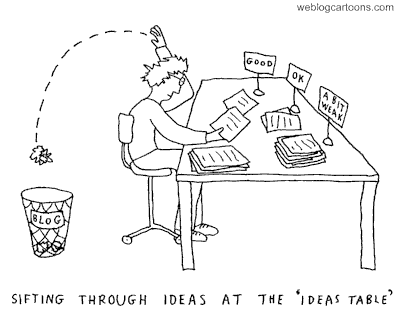 weblogcartoons.com
GOOD
OK
A BIT
WEAK
BLOG
SIFTING THROUGH IDEAS AT THE 'IDEAS TABLE'